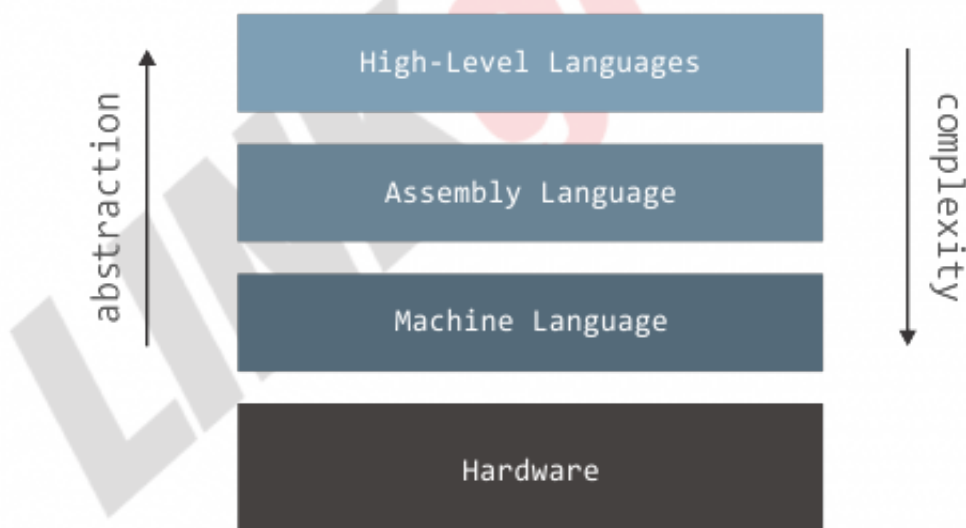 High-Level Languages
abstraction
complexity
Assembly Language
Machine Language
Hardware